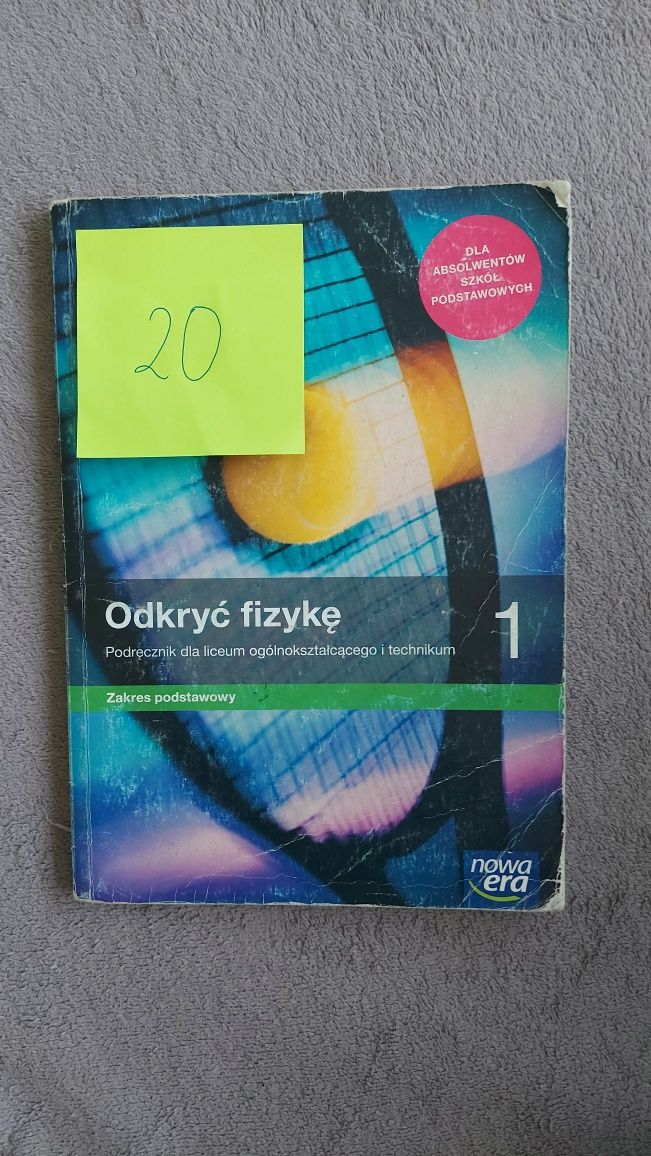 20
DLA
ABSOLWENTÓW
SZKÓŁ
PODSTAWOWYCH
Odkryć fizykę
1
Podręcznik dla liceum ogólnokształcącego i technikum
Zakres podstawowy
nowa
era